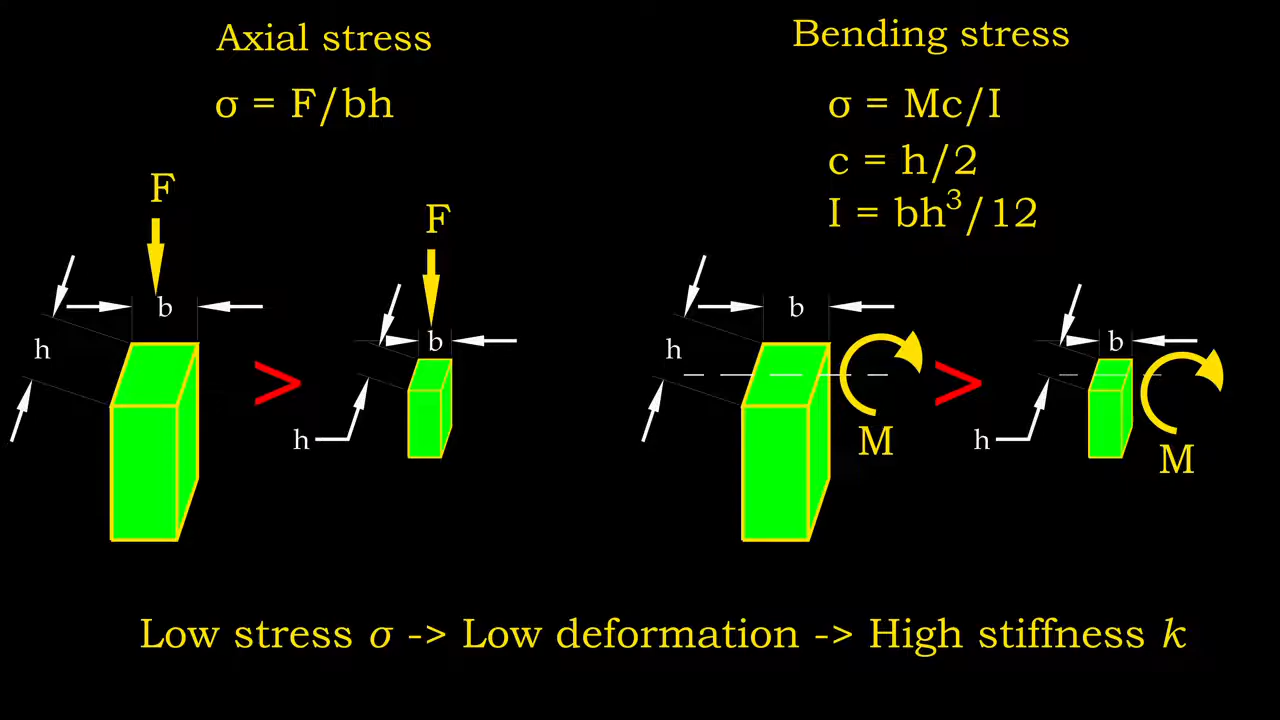 Axial stress
σ = F/bh
F
b
h
>
F
b
h
Bending stress
σ = Mc/I
c = h/2
I = bh³/12
b
h
M
>
b
h
M
Low stress σ -> Low deformation -> High stiffness k